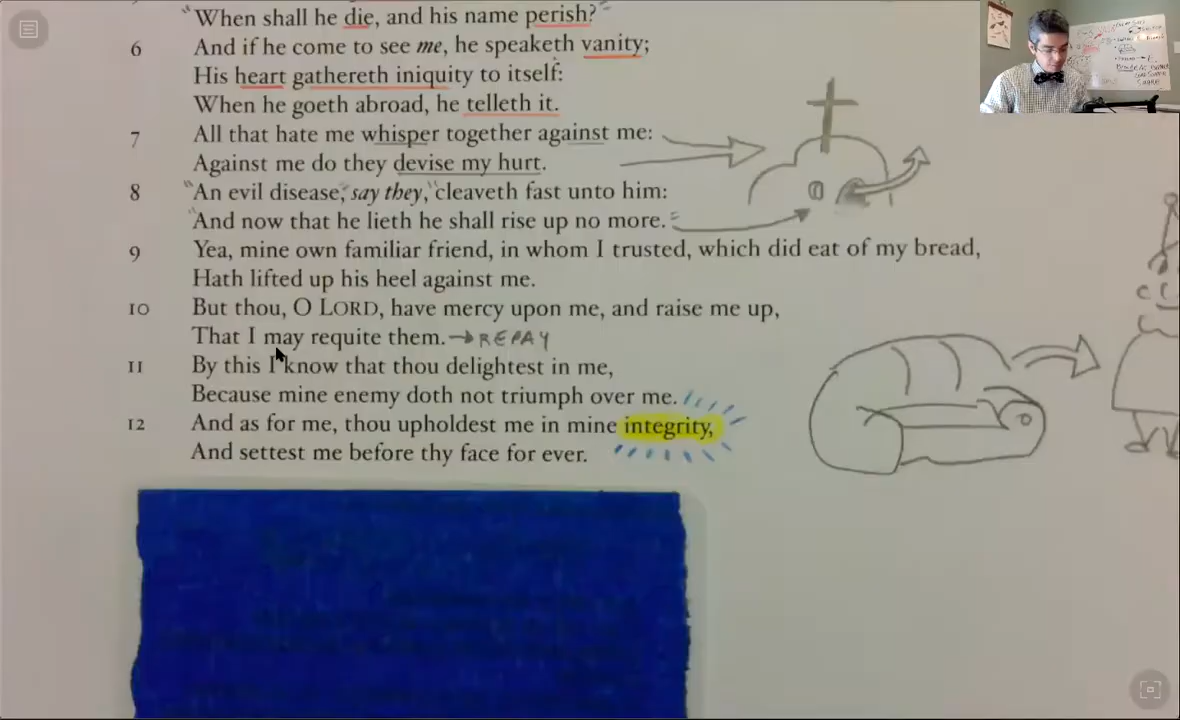 "When shall he die, and his name perish?"
6 And if he come to see me, he speaketh vanity;
His heart gathereth iniquity to itself:
When he goeth abroad, he telleth it.
7 All that hate me whisper together against me:
Against me do they devise my hurt.
8 "An evil disease," say they, "cleaveth fast unto him:
"And now that he lieth he shall rise up no more."
9 Yea, mine own familiar friend, in whom I trusted, which did eat of my bread,
Hath lifted up his heel against me.
10 But thou, O LORD, have mercy upon me, and raise me up,
That I may requite them. → REPAY
11 By this I know that thou delightest in me,
Because mine enemy doth not triumph over me.
12 And as for me, thou upholdest me in mine integrity,
And settest me before thy face for ever.